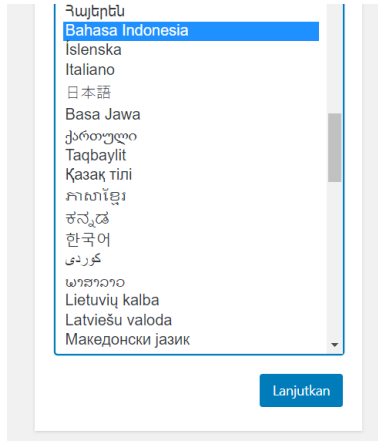 Հայերեն
Bahasa Indonesia
Íslenska
Italiano
日本語
Basa Jawa
ქართული
Taqbaylit
Қазақ тілі
ភាសាខ្មែរ
ಕನ್ನಡ
한국어
كوردی
ພາສາລາວ
Lietuvių kalba
Latviešu valoda
Македонски јазик
Lanjutkan